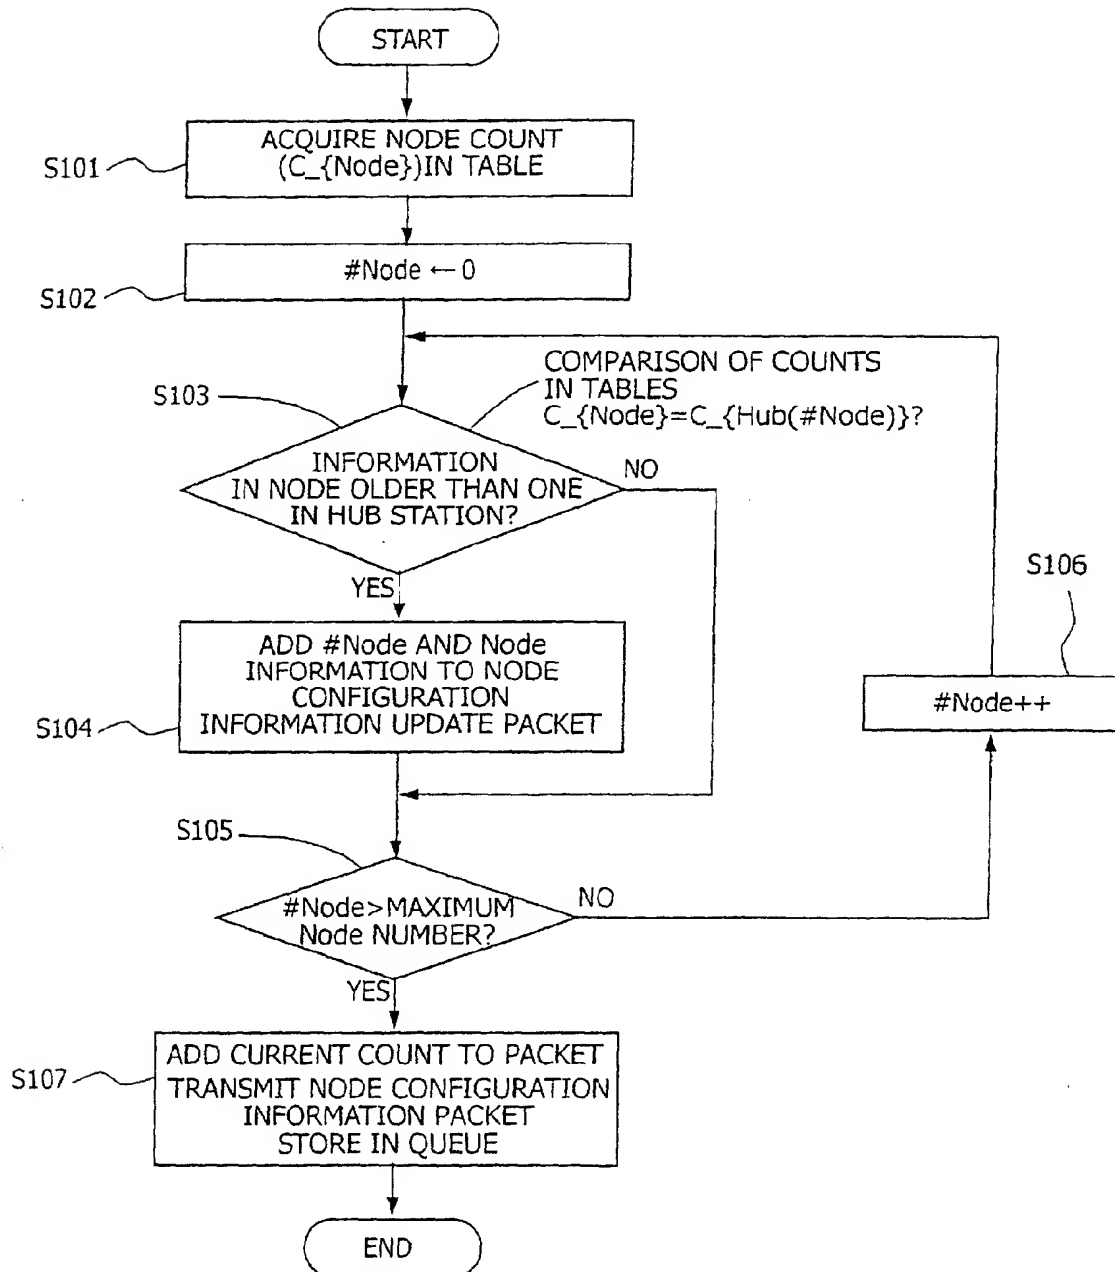 START
S101
ACQUIRE NODE COUNT
(C_{Node})IN TABLE
S102
#Node ← 0
S103
COMPARISON OF COUNTS
IN TABLES
C_{Node}=C_{Hub(#Node)}?
INFORMATION
IN NODE OLDER THAN ONE
IN HUB STATION?
NO
YES
S104
ADD #Node AND Node
INFORMATION TO NODE
CONFIGURATION
INFORMATION UPDATE PACKET
S106
#Node++
S105
#Node>MAXIMUM
Node NUMBER?
NO
YES
S107
ADD CURRENT COUNT TO PACKET
TRANSMIT NODE CONFIGURATION
INFORMATION PACKET
STORE IN QUEUE
END